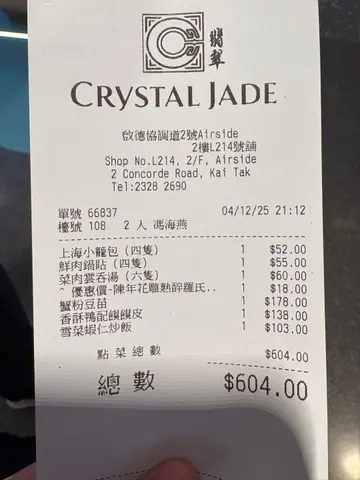 翡翠
CRYSTAL JADE
啟德協調道2號Airside
2樓L214號舖
Shop No.L214, 2/F, Airside
2 Concorde Road, Kai Tak
Tel:2328 2690
單號 66837 04/12/25 21:12
檯號 108 2 人 馮海燕
上海小籠包（四隻） 1 $52.00
鮮肉鍋貼（四隻） 1 $55.00
菜肉雲吞湯（六隻） 1 $60.00
^ 優惠價-陳年花雕熟醉羅氏.. 1 $18.00
蟹粉豆苗 1 $178.00
香酥鴨配饊饊皮 1 $138.00
雪菜蝦仁炒飯 1 $103.00
點菜總數 $604.00
總數 $604.00